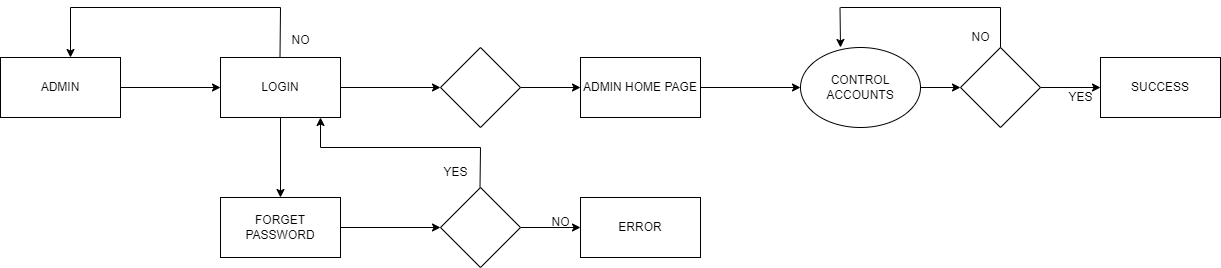 NO
NO
ADMIN
LOGIN
ADMIN HOME PAGE
CONTROL
ACCOUNTS
YES
SUCCESS
YES
FORGET
PASSWORD
NO
ERROR